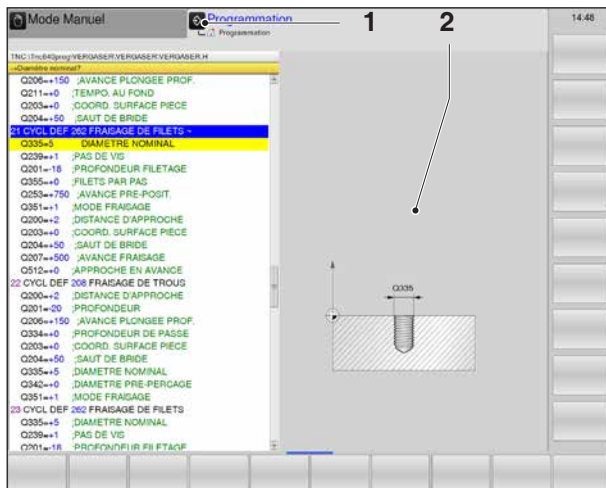 Mode Manuel
Programmation
Programmation
1
2
14:48
TNC:\Tnc640\prog\VERGASER\VERGASER\VERGASER.H
→Diamètre nominal?
Q206=+150 ;AVANCE PLONGEE PROF.
Q211=+0 ;TEMPO. AU FOND
Q203=+0 ;COORD. SURFACE PIECE
Q204=+50 ;SAUT DE BRIDE
21 CYCL DEF 262 FRAISAGE DE FILETS ~
Q335=5 DIAMETRE NOMINAL
Q239=+1 ;PAS DE VIS
Q201=-18 ;PROFONDEUR FILETAGE
Q355=+0 ;FILETS PAR PAS
Q253=+750 ;AVANCE PRE-POSIT.
Q351=+1 ;MODE FRAISAGE
Q200=+2 ;DISTANCE D'APPROCHE
Q203=+0 ;COORD. SURFACE PIECE
Q204=+50 ;SAUT DE BRIDE
Q207=+500 ;AVANCE FRAISAGE
Q512=+0 ;APPROCHE EN AVANCE
22 CYCL DEF 208 FRAISAGE DE TROUS
Q200=+2 ;DISTANCE D'APPROCHE
Q201=-20 ;PROFONDEUR
Q206=+150 ;AVANCE PLONGEE PROF.
Q334=+0 ;PROFONDEUR DE PASSE
Q203=+0 ;COORD. SURFACE PIECE
Q204=+50 ;SAUT DE BRIDE
Q335=+5 ;DIAMETRE NOMINAL
Q342=+0 ;DIAMETRE PRE-PERCAGE
Q351=+1 ;MODE FRAISAGE
23 CYCL DEF 262 FRAISAGE DE FILETS
Q335=+5 ;DIAMETRE NOMINAL
Q239=+1 ;PAS DE VIS
Q201=-18 ;PROFONDEUR FILETAGE
Q335